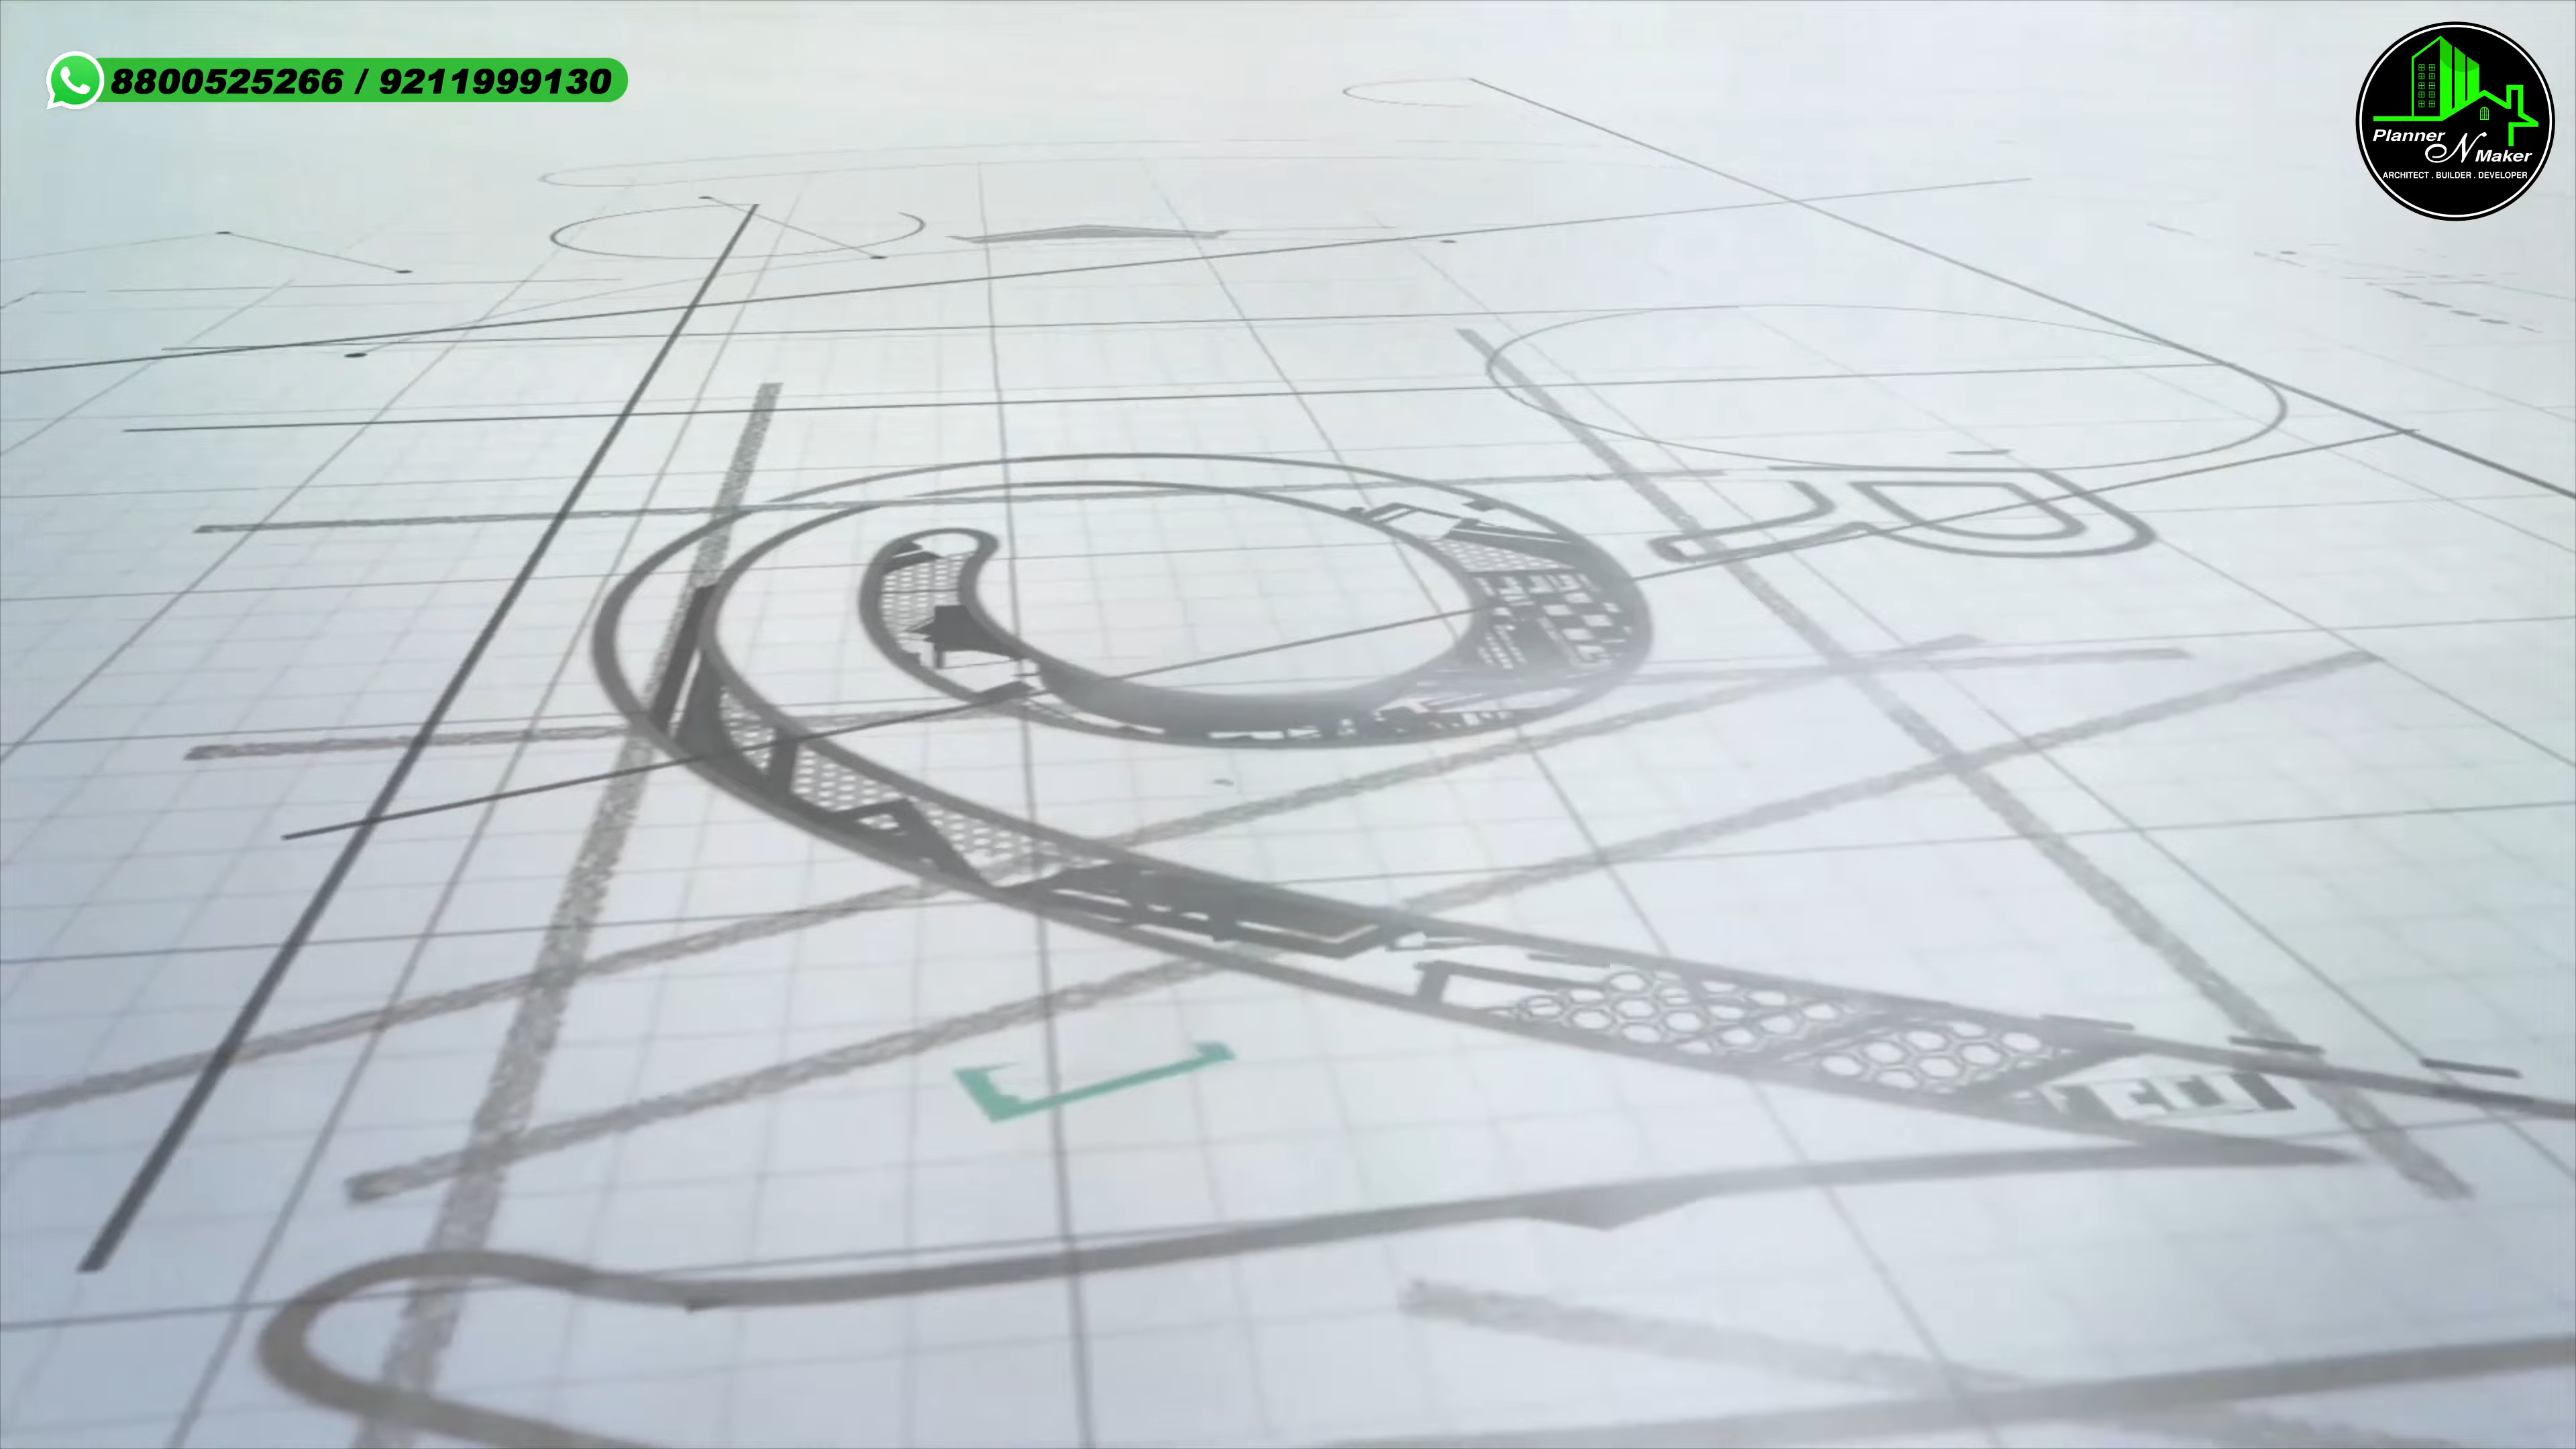 8800525266 / 9211999130
Planner
N Maker
ARCHITECT . BUILDER . DEVELOPER